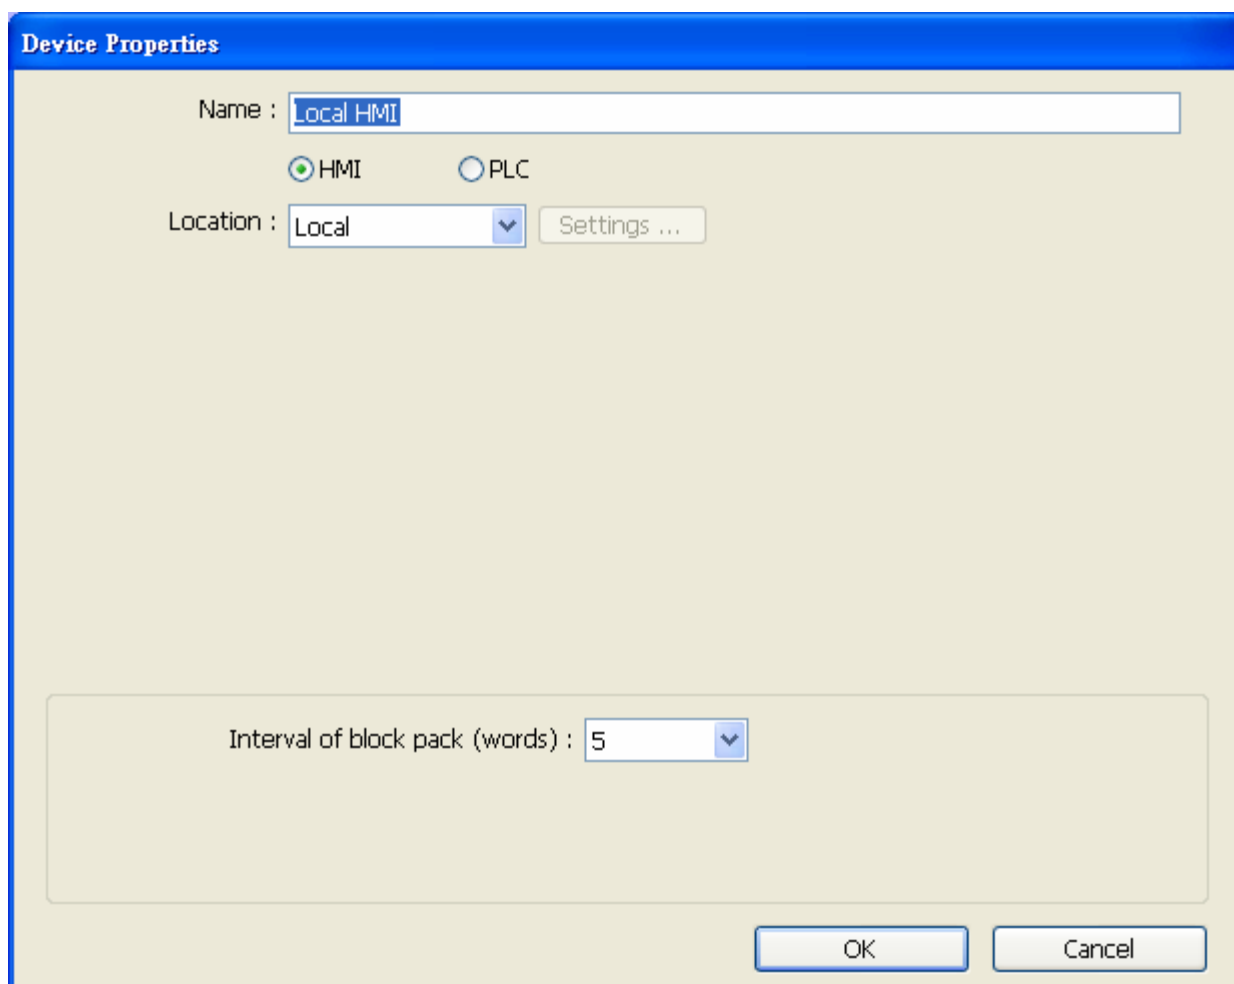 Device Properties
Name : Local HMI
HMI PLC
Location : Local Settings ...
Interval of block pack (words) : 5
OK Cancel